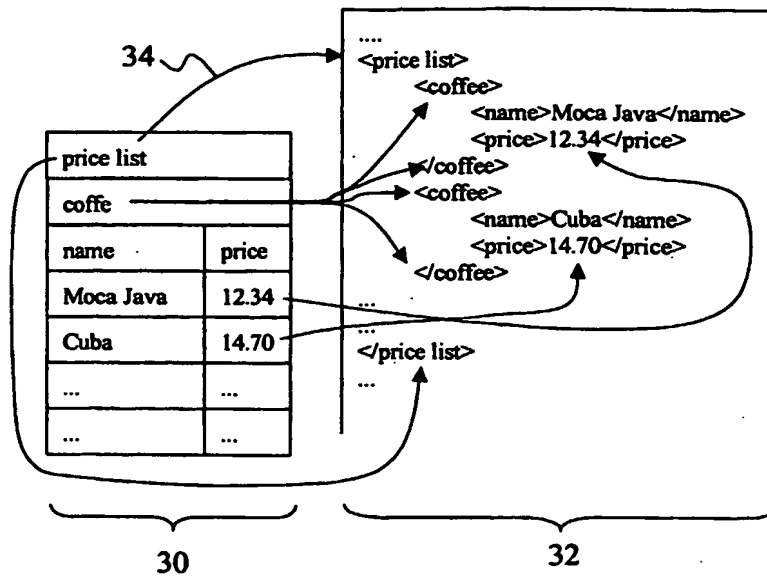 34
price list
coffe
name price
Moca Java 12.34
Cuba 14.70
... ...
... ...
30
....
<price list>
<coffee>
<name>Moca Java</name>
<price>12.34</price>
</coffee>
<coffee>
<name>Cuba</name>
<price>14.70</price>
</coffee>
...
...
</price list>
...
32